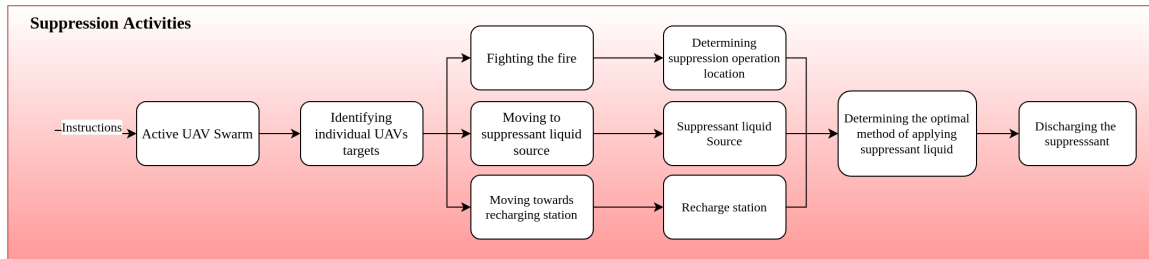 Suppression Activities
Instructions
Active UAV Swarm
Identifying
individual UAVs
targets
Fighting the fire
Moving to
suppressant liquid
source
Moving towards
recharging station
Determining
suppression operation
location
Suppressant liquid
Source
Recharge station
Determining the optimal
method of applying
suppressant liquid
Discharging the
suppresssant